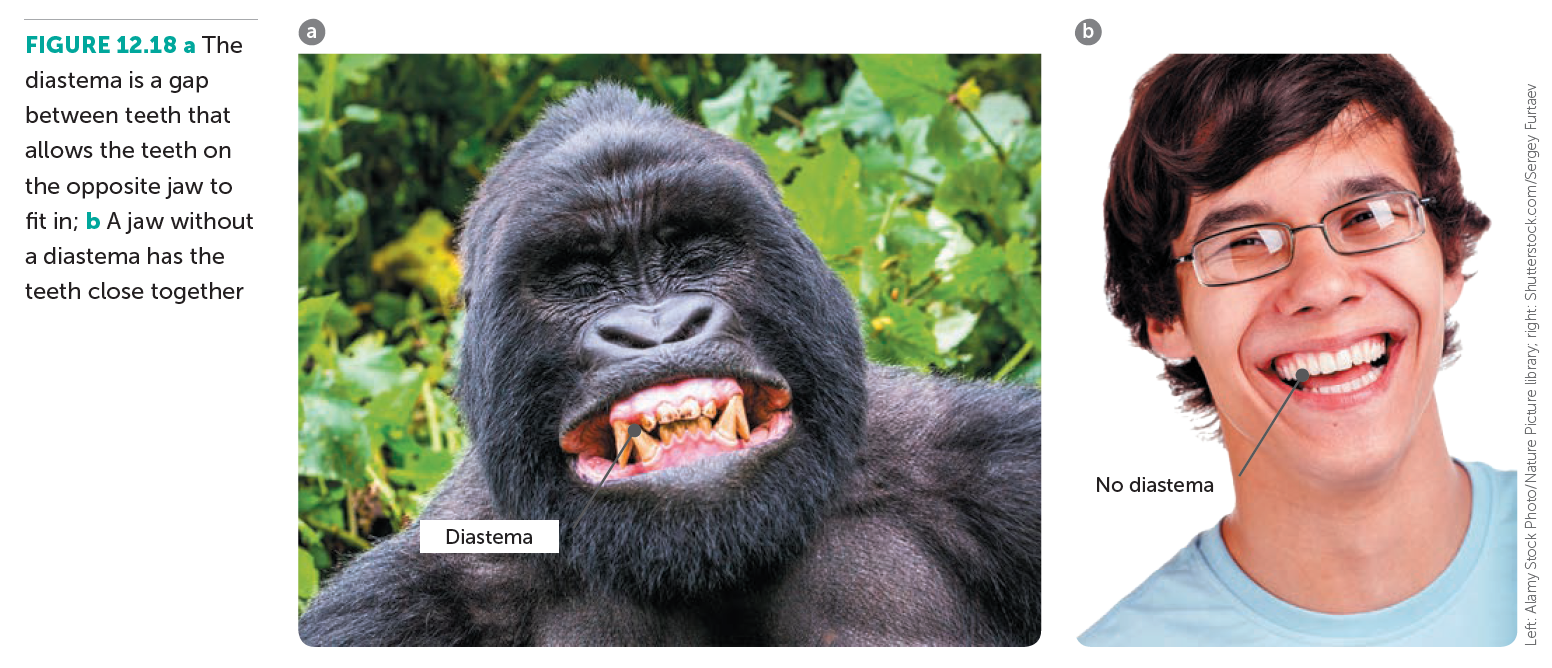 FIGURE 12.18 a The
diastema is a gap
between teeth that
allows the teeth on
the opposite jaw to
fit in; b A jaw without
a diastema has the
teeth close together
a
Diastema
b
No diastema
Left: Alamy Stock Photo/Nature Picture library; right: Shutterstock.com/Sergey Furtaev